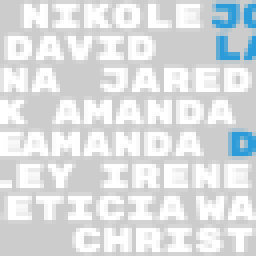 NIKOLE JO
DAVID LA
NA JARED
K AMANDA
EAMANDA D
LEY IRENE
ETICIA WA
CHRIST